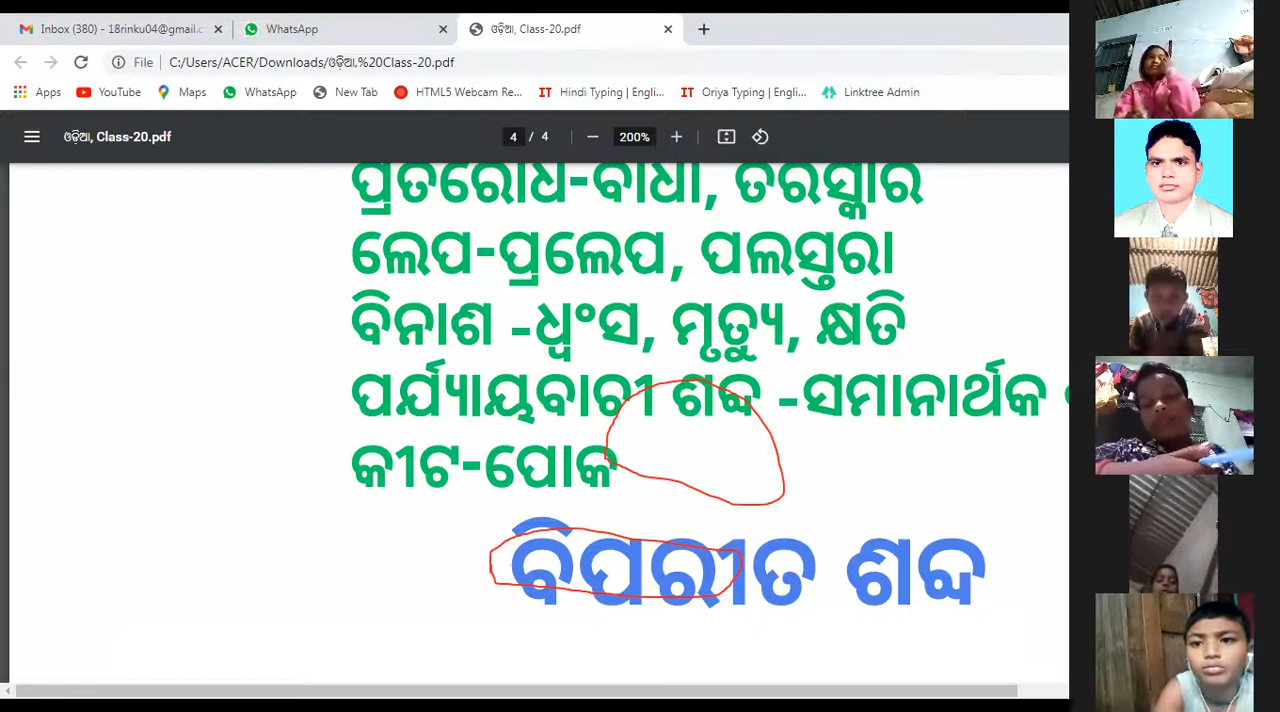 Inbox (380) - 18rinku04@gmail.c
WhatsApp
ଓଡ଼ିଆ, Class-20.pdf
File C:/Users/ACER/Downloads/ଓଡ଼ିଆ,%20Class-20.pdf
Apps YouTube Maps WhatsApp New Tab HTML5 Webcam Re... Hindi Typing | Engli... Oriya Typing | Engli... Linktree Admin
ଓଡ଼ିଆ, Class-20.pdf 4 / 4 200%
ପ୍ରତିରୋଧ-ବାଧା, ତିରସ୍କାର
ଲେପ-ପ୍ରଲେପ, ପଲସ୍ତରା
ବିନାଶ -ଧ୍ୱଂସ, ମୃତ୍ୟୁ, କ୍ଷତି
ପର୍ଯ୍ୟାୟବାଚୀ ଶବ୍ଦ -ସମାନାର୍ଥକ
କୀଟ-ପୋକ
ବିପରୀତ ଶବ୍ଦ